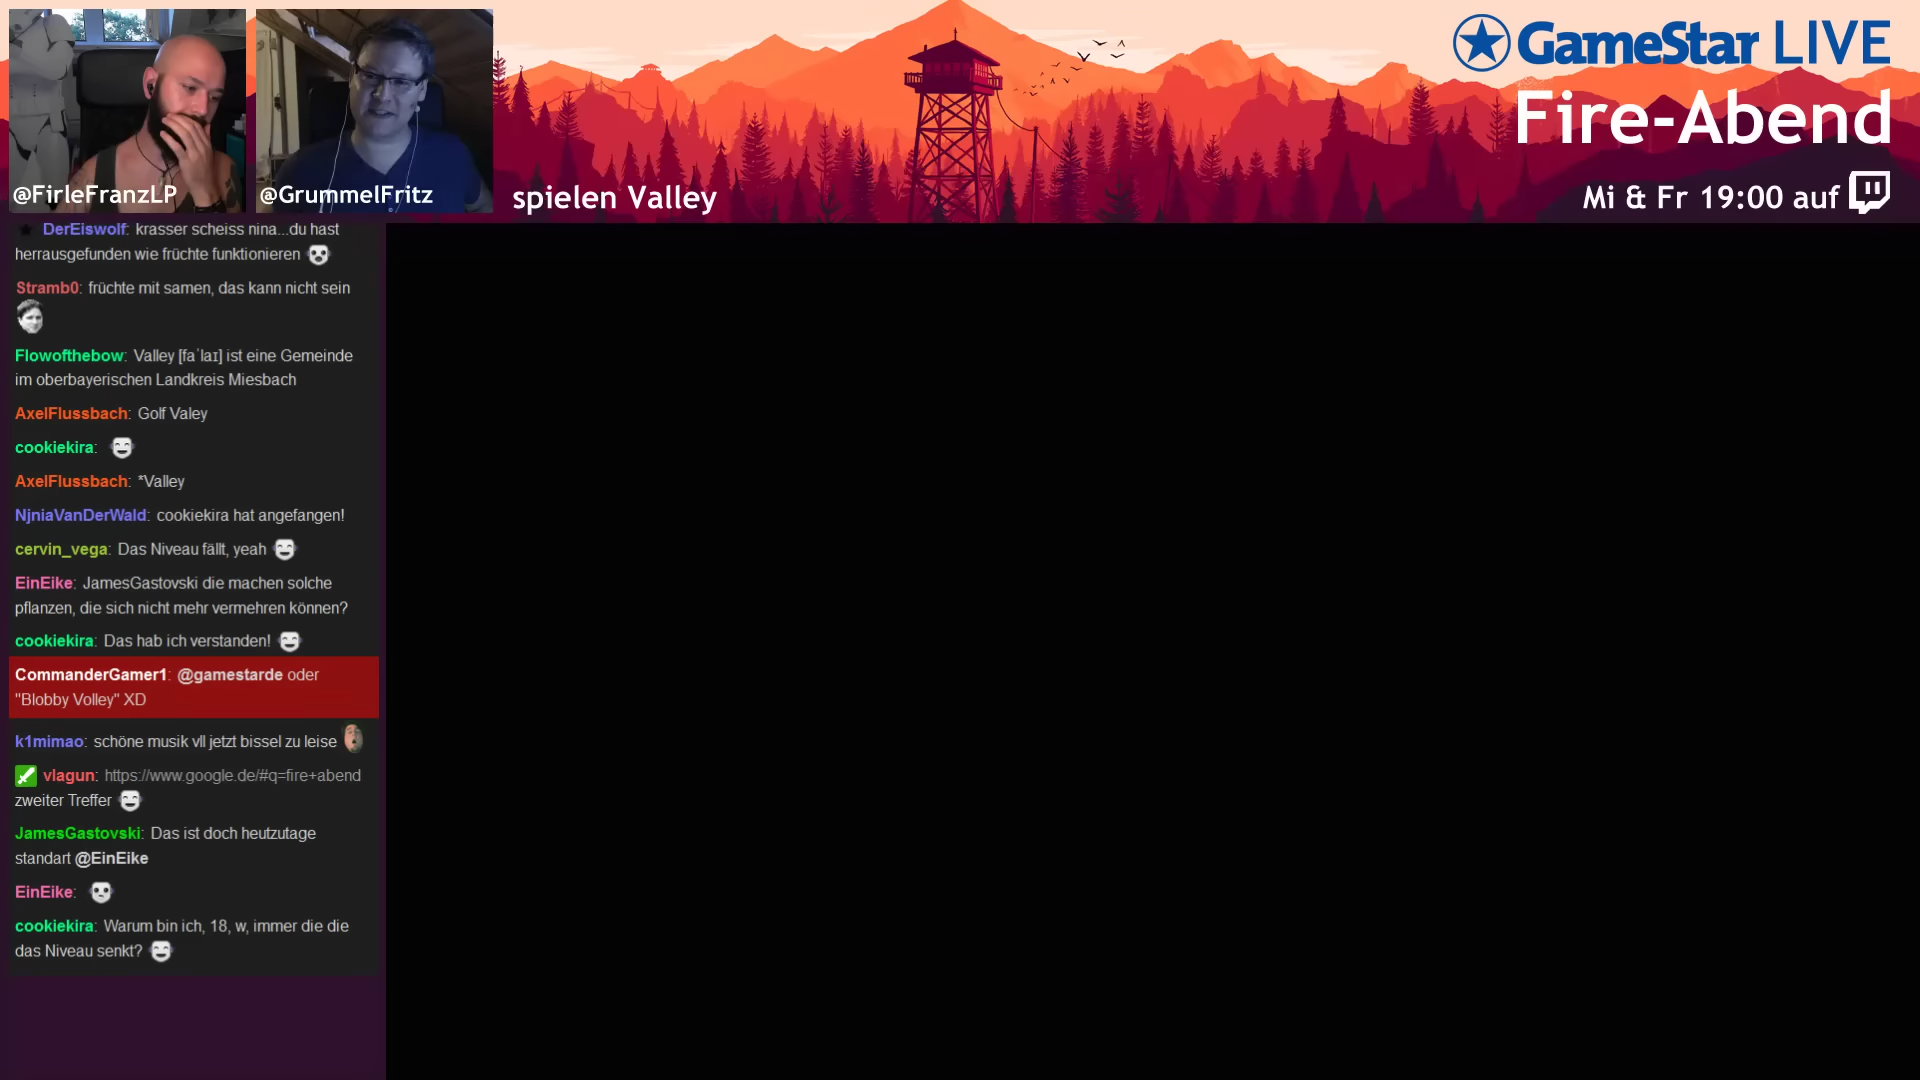 GameStar LIVE
Fire-Abend
Mi & Fr 19:00 auf
@FirleFranzLP
@GrummelFritz
spielen Valley
DerEiswolf: krasser scheiss nina...du hast
herrausgefunden wie früchte funktionieren
Stramb0: früchte mit samen, das kann nicht sein
Flowofthebow: Valley [faˈlaɪ] ist eine Gemeinde
im oberbayerischen Landkreis Miesbach
AxelFlussbach: Golf Valey
cookiekira:
AxelFlussbach: *Valley
NjniaVanDerWald: cookiekira hat angefangen!
cervin_vega: Das Niveau fällt, yeah
EinEike: JamesGastovski die machen solche
pflanzen, die sich nicht mehr vermehren können?
cookiekira: Das hab ich verstanden!
CommanderGamer1: @gamestarde oder
"Blobby Volley" XD
k1mimao: schöne musik vll jetzt bissel zu leise
vlagun: https://www.google.de/#q=fire+abend
zweiter Treffer
JamesGastovski: Das ist doch heutzutage
standart @EinEike
EinEike:
cookiekira: Warum bin ich, 18, w, immer die die
das Niveau senkt?